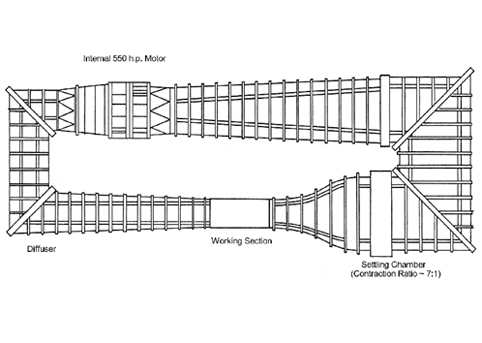 Internal 550 h.p. Motor
Diffuser
Working Section
Settling Chamber
(Contraction Ratio ~ 7:1)